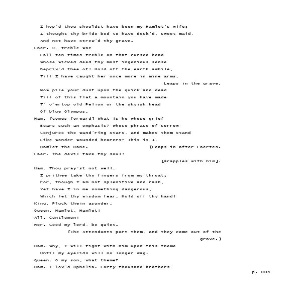 I hop'd thou shouldst have been my Hamlet's wife;
I thought thy bride bed to have deck'd, sweet maid,
And not have strew'd thy grave.
Laer. O, treble woe
Fall ten times treble on that cursed head
Whose wicked deed thy most ingenious sense
Depriv'd thee of! Hold off the earth awhile,
Till I have caught her once more in mine arms.
Leaps in the grave.
Now pile your dust upon the quick and dead
Till of this flat a mountain you have made
T' o'ertop old Pelion or the skyish head
Of blue Olympus.
Ham. [comes forward] What is he whose grief
Bears such an emphasis? whose phrase of sorrow
Conjures the wand'ring stars, and makes them stand
Like wonder-wounded hearers? This is I,
Hamlet the Dane. [Leaps in after Laertes.
Laer. The devil take thy soul!
[Grapples with him].
Ham. Thou pray'st not well.
I prithee take thy fingers from my throat;
For, though I am not splenitive and rash,
Yet have I in me something dangerous,
Which let thy wisdom fear. Hold off thy hand!
King. Pluck them asunder.
Queen. Hamlet, Hamlet!
All. Gentlemen!
Hor. Good my lord, be quiet.
[The Attendants part them, and they come out of the
grave.]
Ham. Why, I will fight with him upon this theme
Until my eyelids will no longer wag.
Queen. O my son, what theme?
Ham. I lov'd Ophelia. Forty thousand brothers